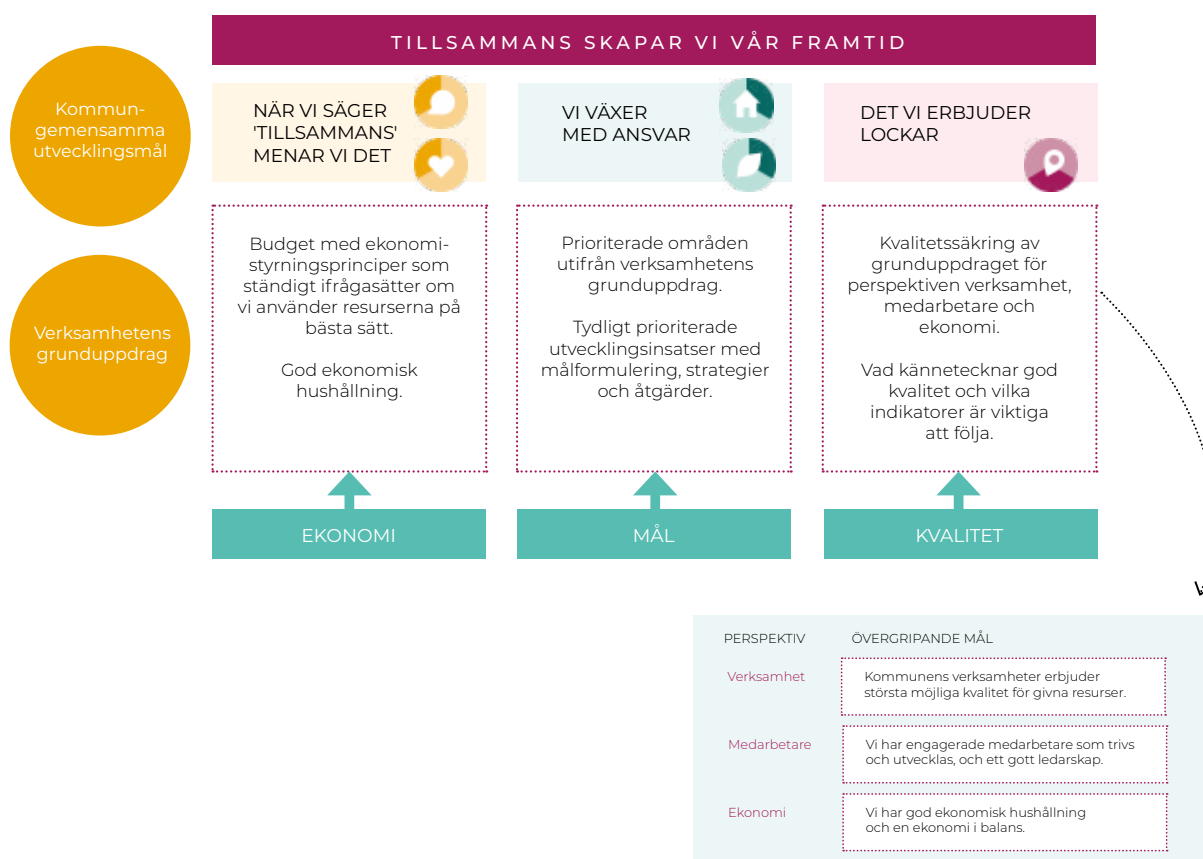 TILLSAMMANS SKAPAR VI VÅR FRAMTID
Kommun-
gemensamma
utvecklingsmål
NÄR VI SÄGER
'TILLSAMMANS'
MENAR VI DET
VI VÄXER
MED ANSVAR
DET VI ERBJUDER
LOCKAR
Verksamhetens
grunduppdrag
Budget med ekonomi-
styrningsprinciper som
ständigt ifrågasätter om
vi använder resurserna på
bästa sätt.
God ekonomisk
hushållning.
Prioriterade områden
utifrån verksamhetens
grunduppdrag.
Tydligt prioriterade
utvecklingsinsatser med
målformulering, strategier
och åtgärder.
Kvalitetssäkring av
grunduppdraget för
perspektiven verksamhet,
medarbetare och
ekonomi.
Vad kännetecknar god
kvalitet och vilka
indikatorer är viktiga
att följa.
EKONOMI
MÅL
KVALITET
PERSPEKTIV
ÖVERGRIPANDE MÅL
Verksamhet
Kommunens verksamheter erbjuder
största möjliga kvalitet för givna resurser.
Medarbetare
Vi har engagerade medarbetare som trivs
och utvecklas, och ett gott ledarskap.
Ekonomi
Vi har god ekonomisk hushållning
och en ekonomi i balans.